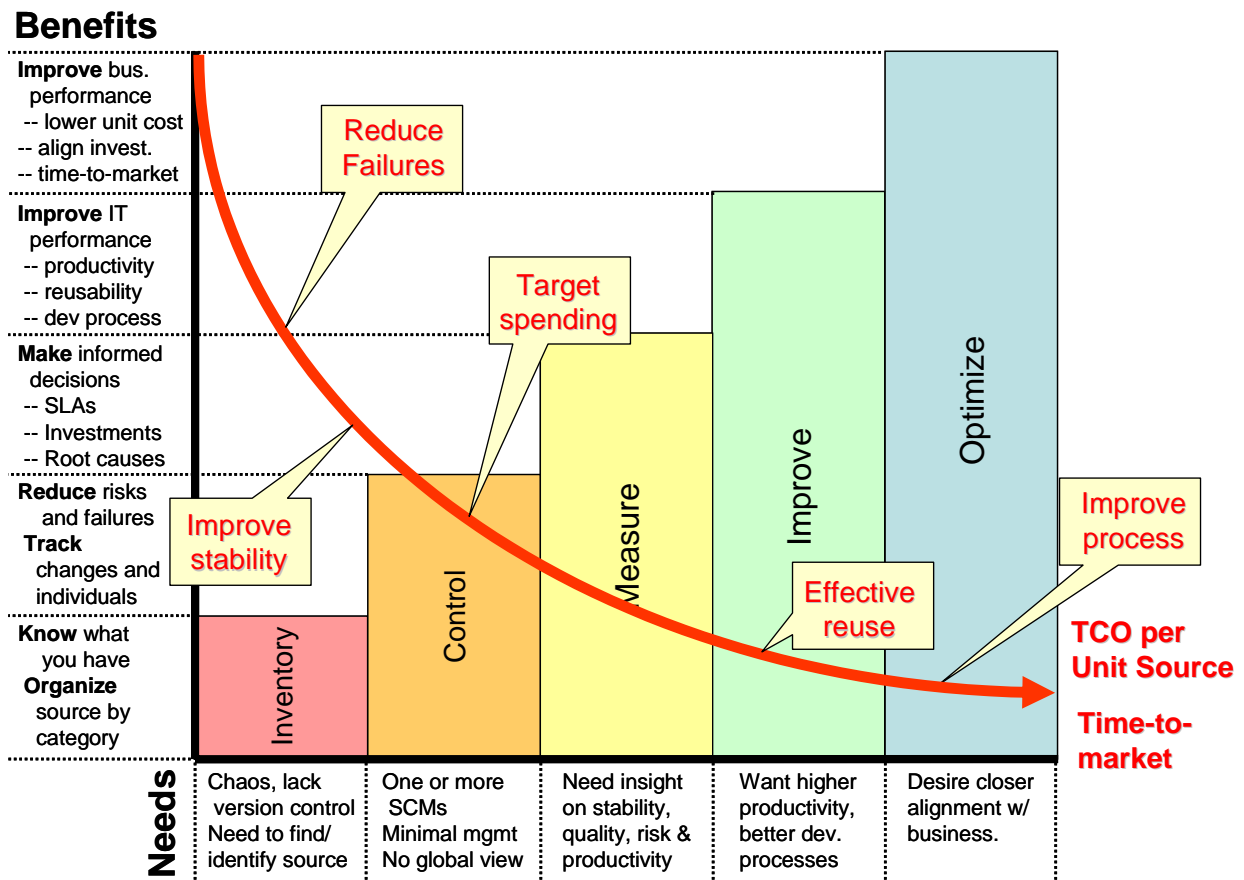 Benefits
Improve bus.
performance
-- lower unit cost
-- align invest.
-- time-to-market
Improve IT
performance
-- productivity
-- reusability
-- dev process
Make informed
decisions
-- SLAs
-- Investments
-- Root causes
Reduce risks
and failures
Track
changes and
individuals
Know what
you have
Organize
source by
category
Reduce
Failures
Target
spending
Improve
stability
Effective
reuse
Improve
process
Inventory
Control
Measure
Improve
Optimize
TCO per
Unit Source
Time-to-
market
Needs
Chaos, lack
version control
Need to find/
identify source
One or more
SCMs
Minimal mgmt
No global view
Need insight
on stability,
quality, risk &
productivity
Want higher
productivity,
better dev.
processes
Desire closer
alignment w/
business.